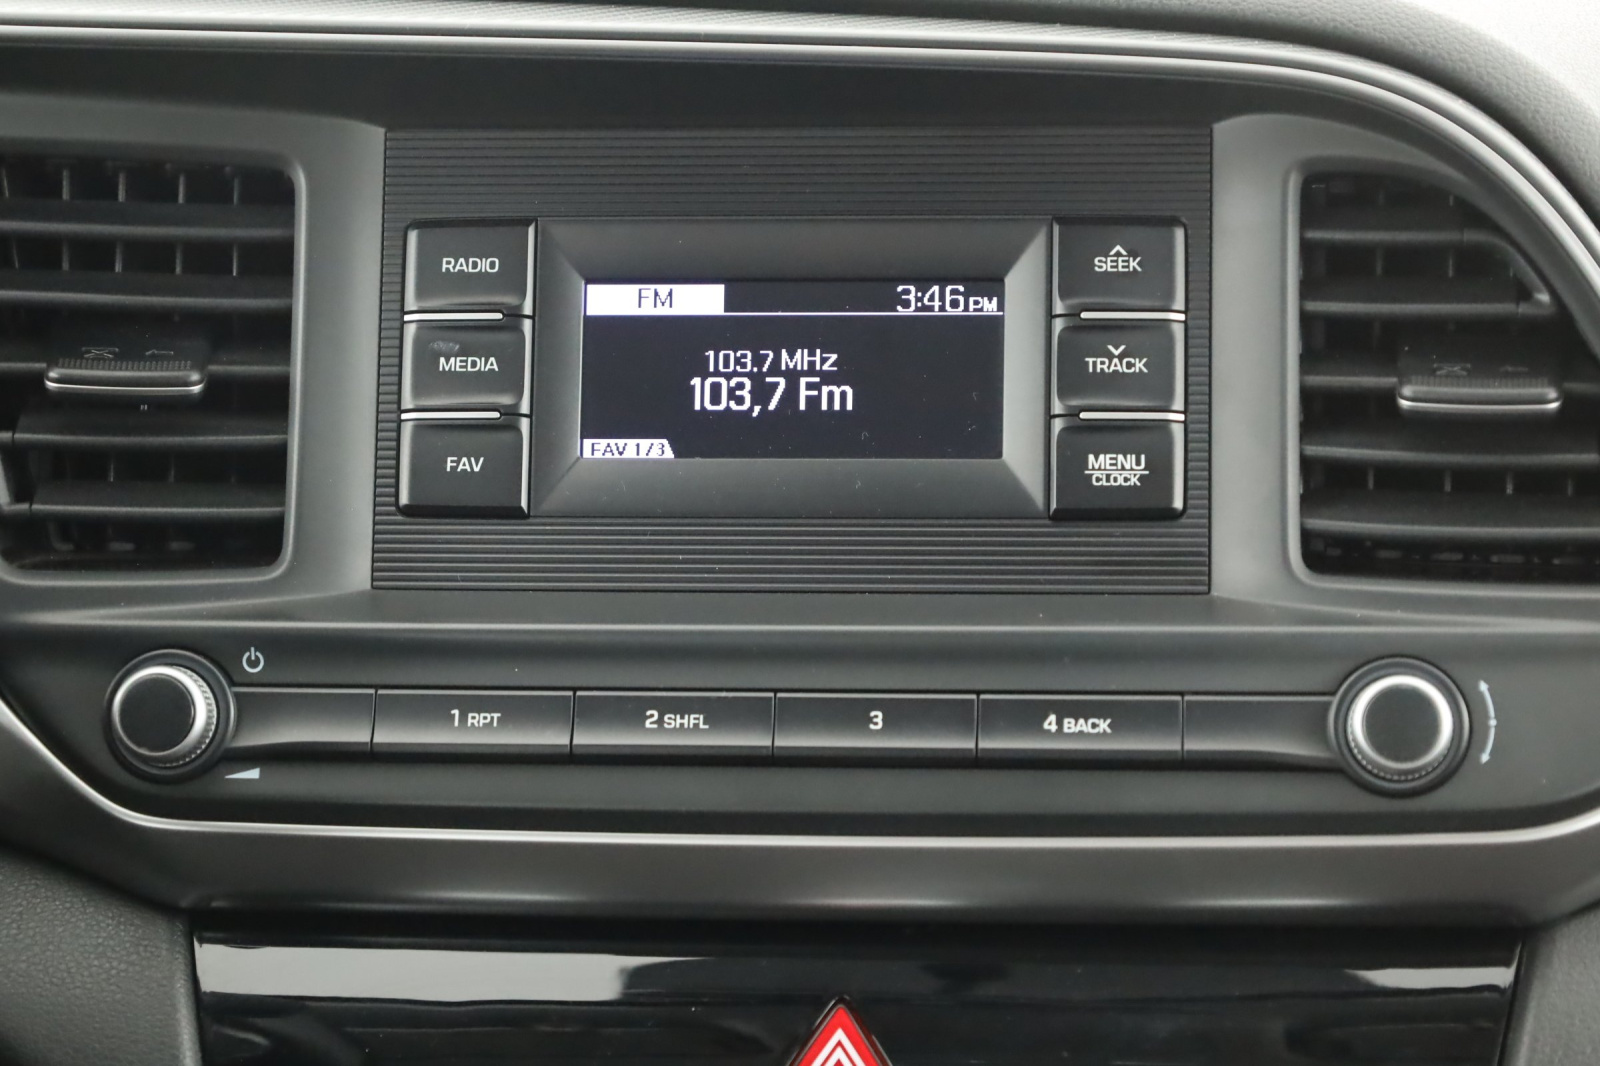 RADIO
MEDIA
FAV
FM 3:46 PM
103.7 MHz
103,7 Fm
FAV 1/3
SEEK
TRACK
MENU
CLOCK
1 RPT
2 SHFL
3
4 BACK